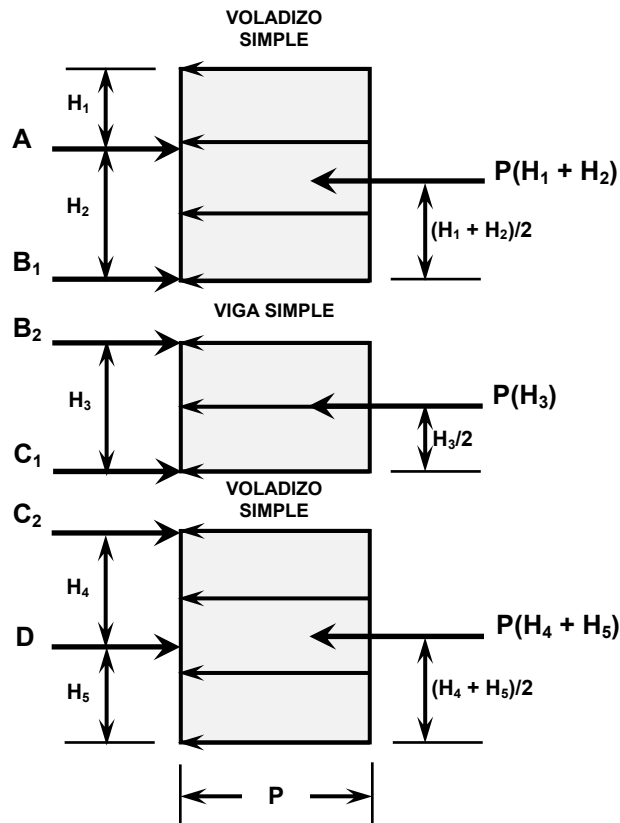 VOLADIZO
SIMPLE
H₁
A
H₂
P(H₁ + H₂)
(H₁ + H₂)/2
B₁
VIGA SIMPLE
B₂
H₃
P(H₃)
H₃/2
C₁
VOLADIZO
SIMPLE
C₂
H₄
D
P(H₄ + H₅)
H₅
(H₄ + H₅)/2
P